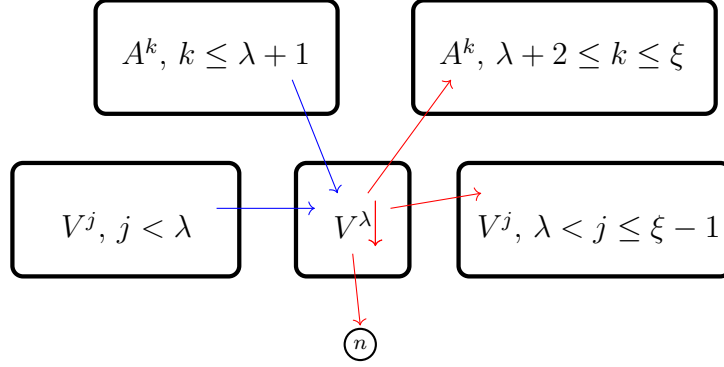 A^k, k ≤ λ + 1
A^k, λ + 2 ≤ k ≤ ξ
V^j, j < λ
V^λ
V^j, λ < j ≤ ξ − 1
n